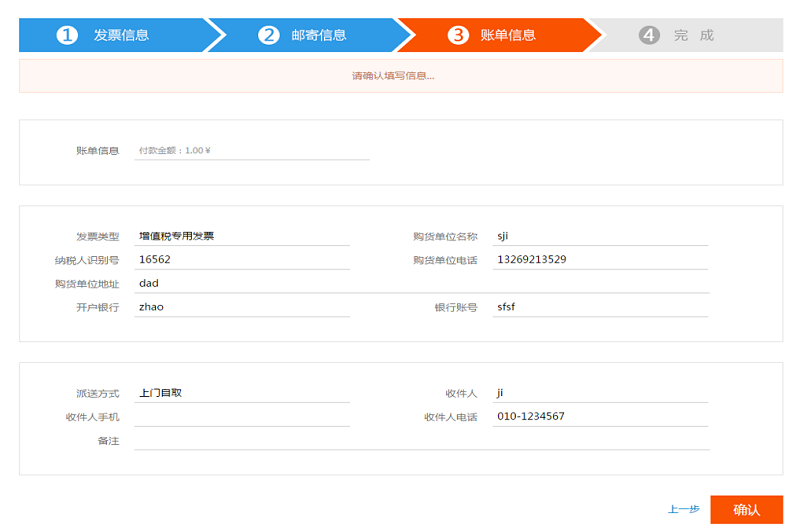 1 发票信息 2 邮寄信息 3 账单信息 4 完 成
请确认填写信息...
账单信息 付款金额：1.00￥
发票类型 增值税专用发票 购货单位名称 sji
纳税人识别号 16562 购货单位电话 13269213529
购货单位地址 dad
开户银行 zhao 银行账号 sfsf
派送方式 上门自取 收件人 ji
收件人手机 收件人电话 010-1234567
备注
上一步 确认